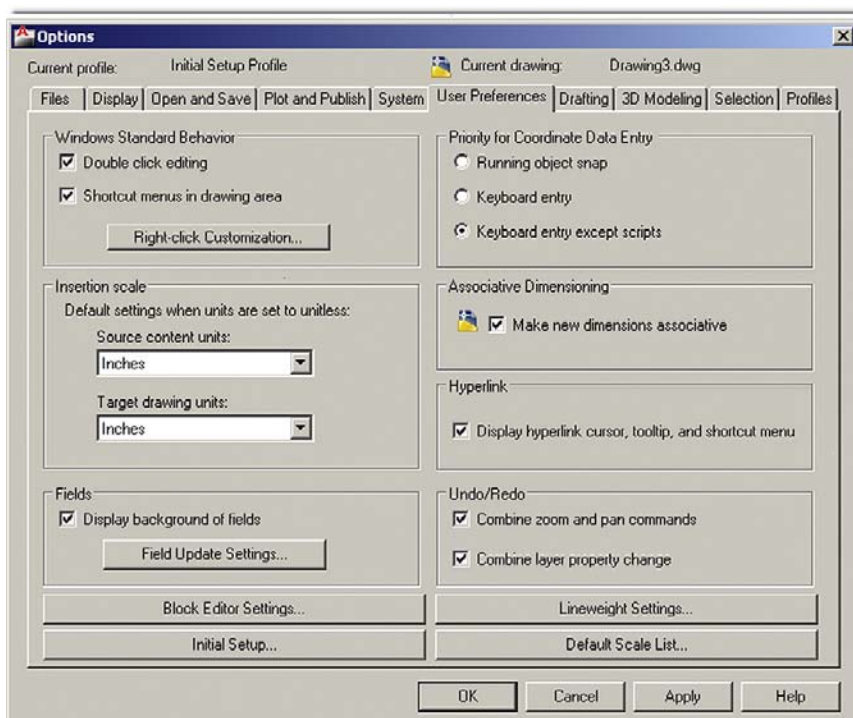 Options
Current profile: Initial Setup Profile Current drawing: Drawing3.dwg
Files Display Open and Save Plot and Publish System User Preferences Drafting 3D Modeling Selection Profiles
Windows Standard Behavior
Double click editing
Shortcut menus in drawing area
Right-click Customization...
Insertion scale
Default settings when units are set to unitless:
Source content units:
Inches
Target drawing units:
Inches
Fields
Display background of fields
Field Update Settings...
Block Editor Settings...
Initial Setup...
Priority for Coordinate Data Entry
Running object snap
Keyboard entry
Keyboard entry except scripts
Associative Dimensioning
Make new dimensions associative
Hyperlink
Display hyperlink cursor, tooltip, and shortcut menu
Undo/Redo
Combine zoom and pan commands
Combine layer property change
Lineweight Settings...
Default Scale List...
OK Cancel Apply Help